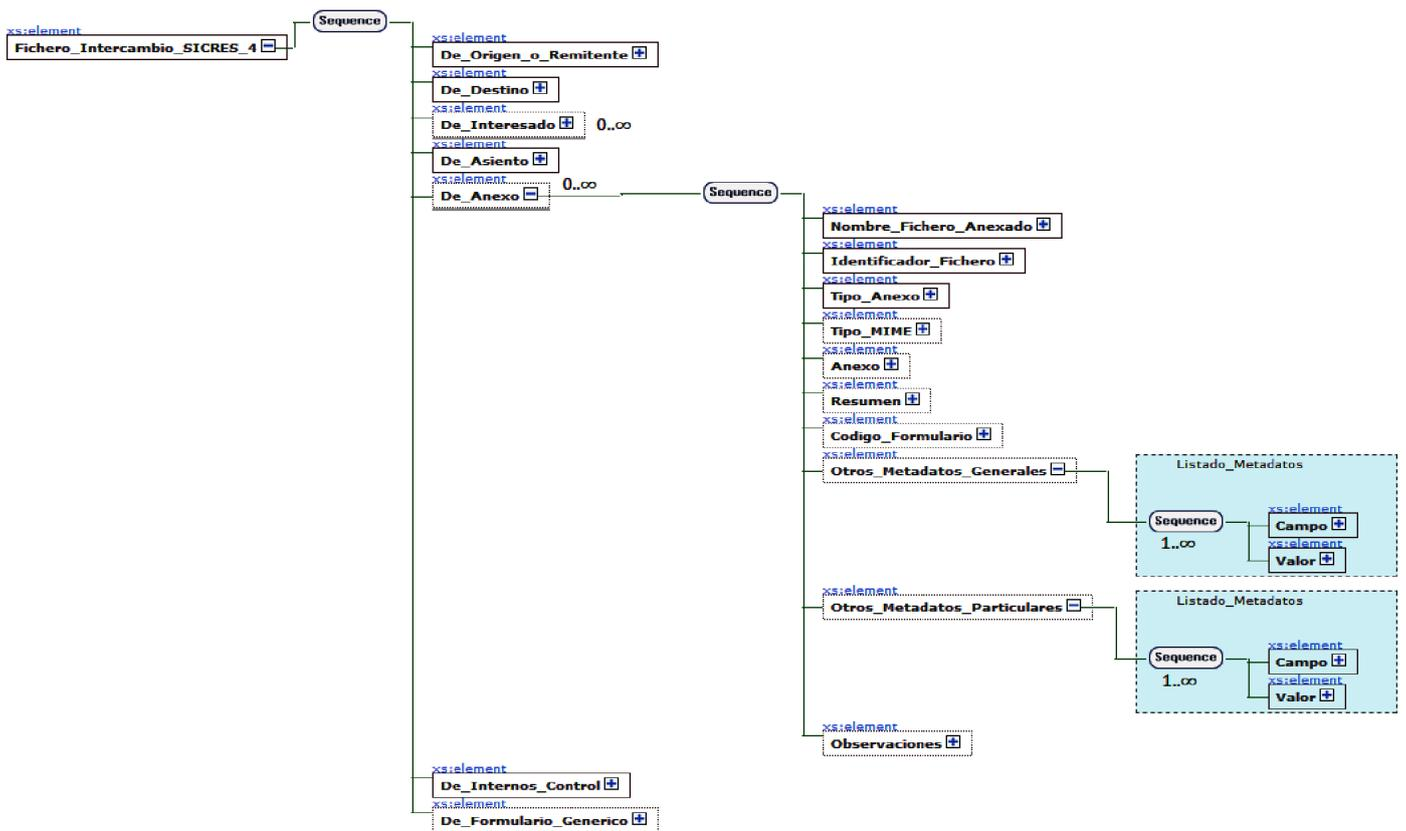 xs:element
Fichero_Intercambio_SICRES_4
Sequence
xs:element
De_Origen_o_Remitente
xs:element
De_Destino
xs:element
De_Interesado
0..∞
xs:element
De_Asiento
xs:element
De_Anexo
0..∞
Sequence
xs:element
Nombre_Fichero_Anexado
xs:element
Identificador_Fichero
xs:element
Tipo_Anexo
xs:element
Tipo_MIME
xs:element
Anexo
xs:element
Resumen
xs:element
Codigo_Formulario
xs:element
Otros_Metadatos_Generales
Listado_Metadatos
Sequence
1..∞
xs:element
Campo
xs:element
Valor
xs:element
Otros_Metadatos_Particulares
Listado_Metadatos
Sequence
1..∞
xs:element
Campo
xs:element
Valor
xs:element
Observaciones
xs:element
De_Internos_Control
xs:element
De_Formulario_Generico